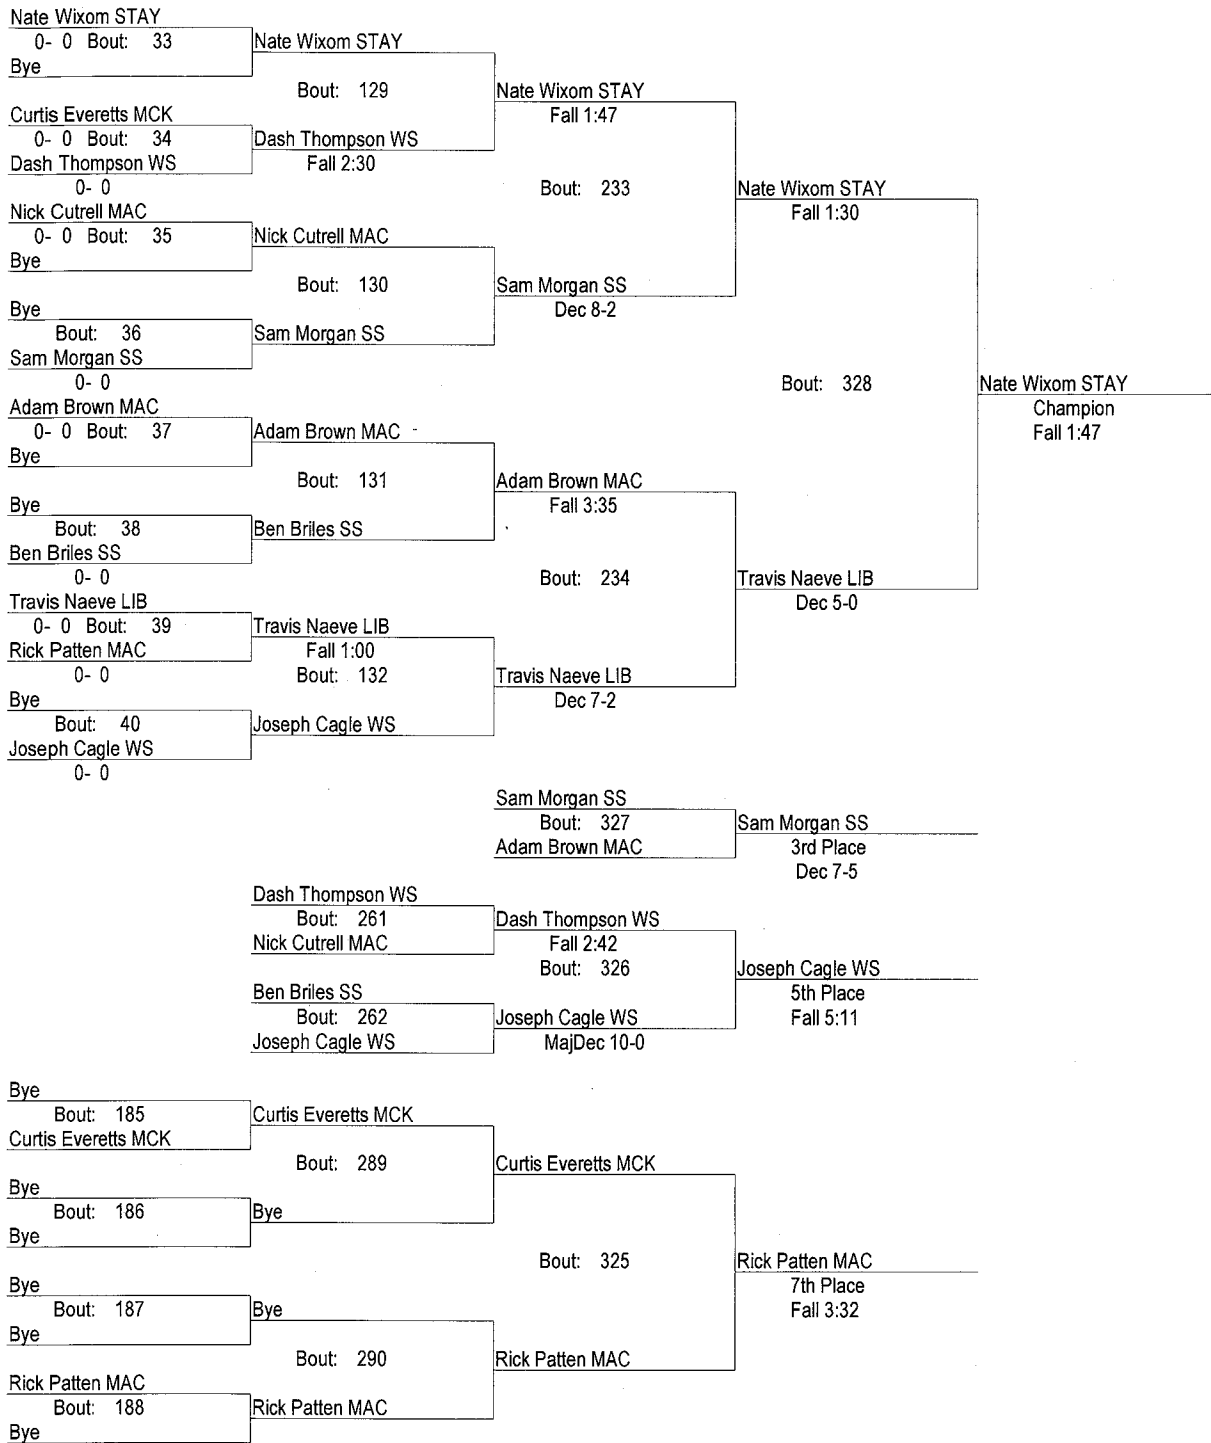 Nate Wixom STAY
0- 0 Bout: 33
Bye
Nate Wixom STAY
Bout: 129
Curtis Everetts MCK
0- 0 Bout: 34
Dash Thompson WS
0- 0
Dash Thompson WS
Fall 2:30
Nate Wixom STAY
Fall 1:47
Bout: 233
Nick Cutrell MAC
0- 0 Bout: 35
Bye
Nick Cutrell MAC
Bout: 130
Bye
Bout: 36
Sam Morgan SS
0- 0
Sam Morgan SS
Sam Morgan SS
Dec 8-2
Nate Wixom STAY
Fall 1:30
Bout: 328
Nate Wixom STAY
Champion
Fall 1:47
Adam Brown MAC
0- 0 Bout: 37
Bye
Adam Brown MAC
Bout: 131
Bye
Bout: 38
Ben Briles SS
0- 0
Ben Briles SS
Adam Brown MAC
Fall 3:35
Bout: 234
Travis Naeve LIB
0- 0 Bout: 39
Rick Patten MAC
0- 0
Travis Naeve LIB
Fall 1:00
Bout: 132
Bye
Bout: 40
Joseph Cagle WS
0- 0
Joseph Cagle WS
Travis Naeve LIB
Dec 7-2
Travis Naeve LIB
Dec 5-0
Sam Morgan SS
Bout: 327
Adam Brown MAC
Sam Morgan SS
3rd Place
Dec 7-5
Dash Thompson WS
Bout: 261
Nick Cutrell MAC
Dash Thompson WS
Fall 2:42
Bout: 326
Ben Briles SS
Bout: 262
Joseph Cagle WS
Joseph Cagle WS
MajDec 10-0
Joseph Cagle WS
5th Place
Fall 5:11
Bye
Bout: 185
Curtis Everetts MCK
Curtis Everetts MCK
Bout: 289
Bye
Bout: 186
Bye
Bye
Curtis Everetts MCK
Bout: 325
Bye
Bout: 187
Bye
Bye
Bout: 290
Rick Patten MAC
Bout: 188
Bye
Rick Patten MAC
Rick Patten MAC
Rick Patten MAC
7th Place
Fall 3:32